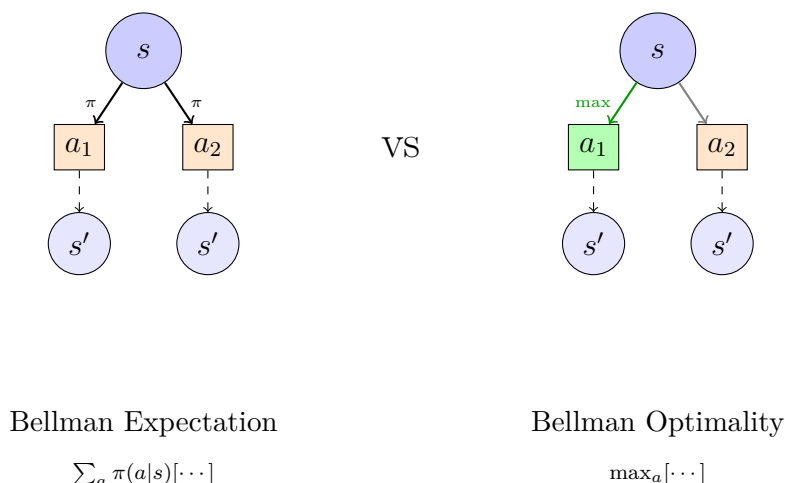 s s
π π max
a₁ a₂ VS a₁ a₂
s′ s′ s′ s′
Bellman Expectation Bellman Optimality
∑ₐ π(a|s)[⋯] maxₐ[⋯]